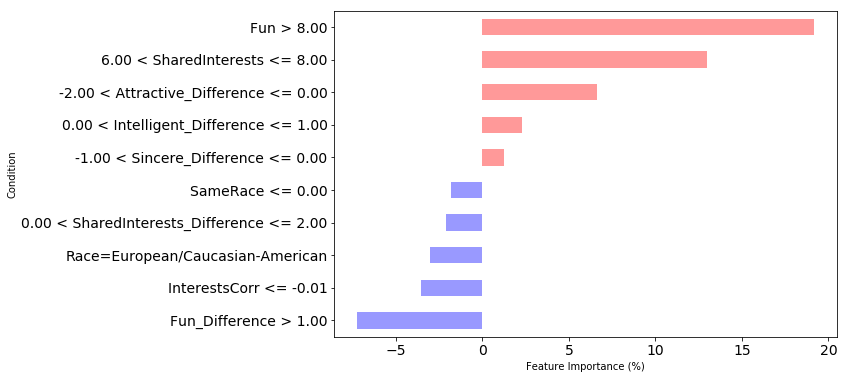 Fun > 8.00
6.00 < SharedInterests <= 8.00
-2.00 < Attractive_Difference <= 0.00
0.00 < Intelligent_Difference <= 1.00
-1.00 < Sincere_Difference <= 0.00
SameRace <= 0.00
0.00 < SharedInterests_Difference <= 2.00
Race=European/Caucasian-American
InterestsCorr <= -0.01
Fun_Difference > 1.00
Condition
−5 0 5 10 15 20
Feature Importance (%)